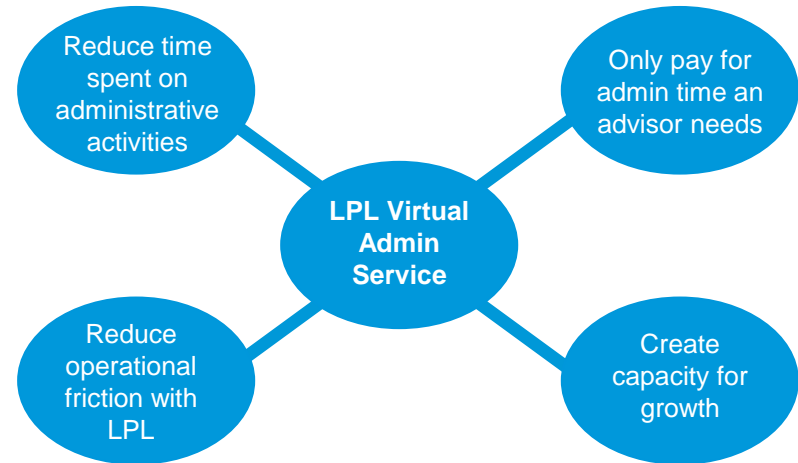 Reduce time
spent on
administrative
activities
Only pay for
admin time an
advisor needs
LPL Virtual
Admin
Service
Reduce
operational
friction with
LPL
Create
capacity for
growth